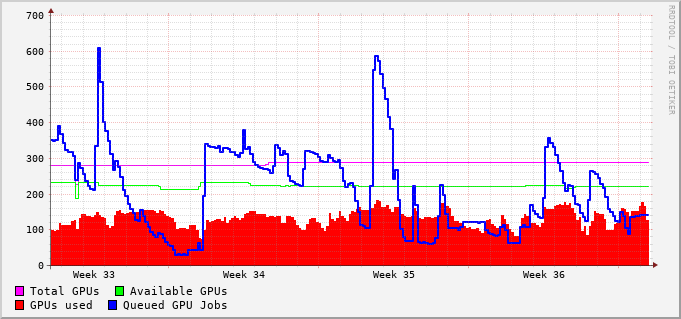 700
600
500
400
300
200
100
0
Week 33 Week 34 Week 35 Week 36
Total GPUs Available GPUs
GPUs used Queued GPU Jobs
RRDTOOL / TOBI OETIKER